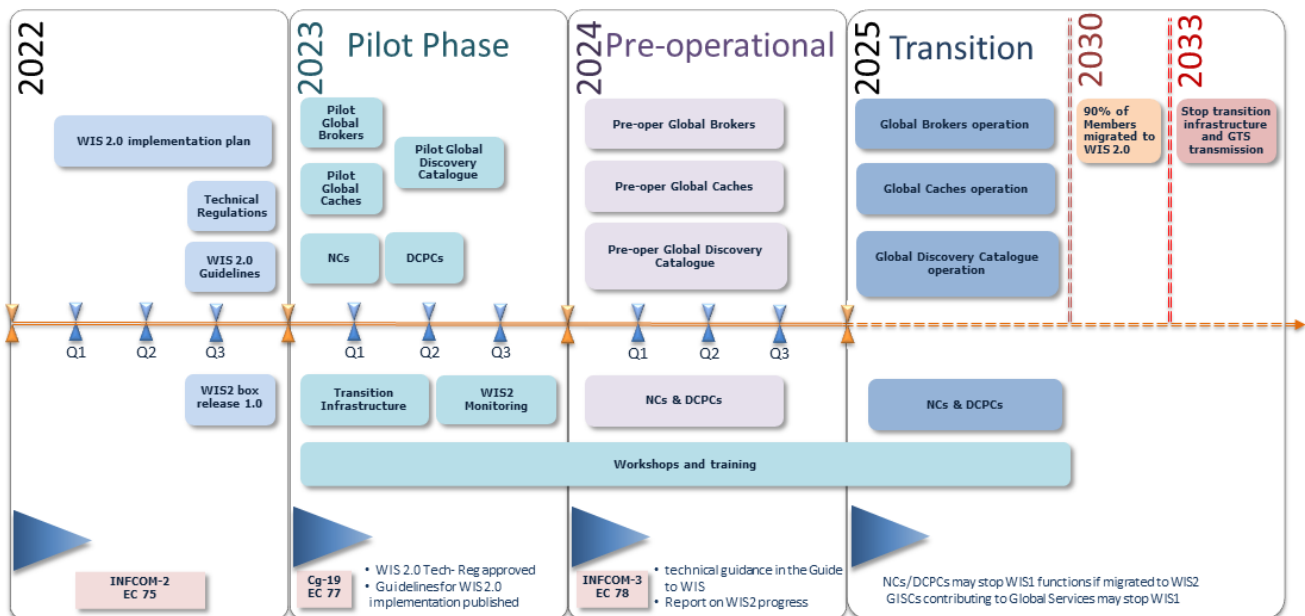 2022
WIS 2.0 implementation plan
Technical
Regulations
WIS 2.0
Guidelines
2023
Pilot Phase
Pilot
Global
Brokers
Pilot Global
Discovery
Catalogue
Pilot
Global
Caches
NCs
DCPCs
2024
Pre-operational
Pre-oper Global Brokers
Pre-oper Global Caches
Pre-oper Global Discovery
Catalogue
2025
Transition
Global Brokers operation
Global Caches operation
Global Discovery Catalogue
operation
2030
90% of
Members
migrated to
WIS 2.0
2033
Stop transition
infrastructure
and GTS
transmission
Q1
Q2
Q3
Q1
Q2
Q3
Q1
Q2
Q3
WIS2 box
release 1.0
Transition
Infrastructure
WIS2
Monitoring
NCs & DCPCs
NCs & DCPCs
Workshops and training
INFCOM-2
EC 75
Cg-19
EC 77
• WIS 2.0 Tech- Reg approved
• Guidelines for WIS 2.0
implementation published
INFCOM-3
EC 78
• technical guidance in the Guide
to WIS
• Report on WIS2 progress
NCs/DCPCs may stop WIS1 functions if migrated to WIS2
GISCs contributing to Global Services may stop WIS1